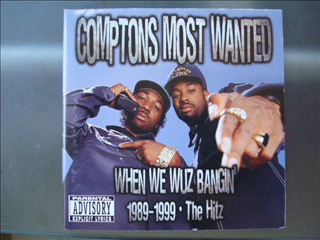 COMPTONS MOST WANTED
WHEN WE WUZ BANGIN'
1989-1999 • The Hitz
PARENTAL
ADVISORY
EXPLICIT LYRICS